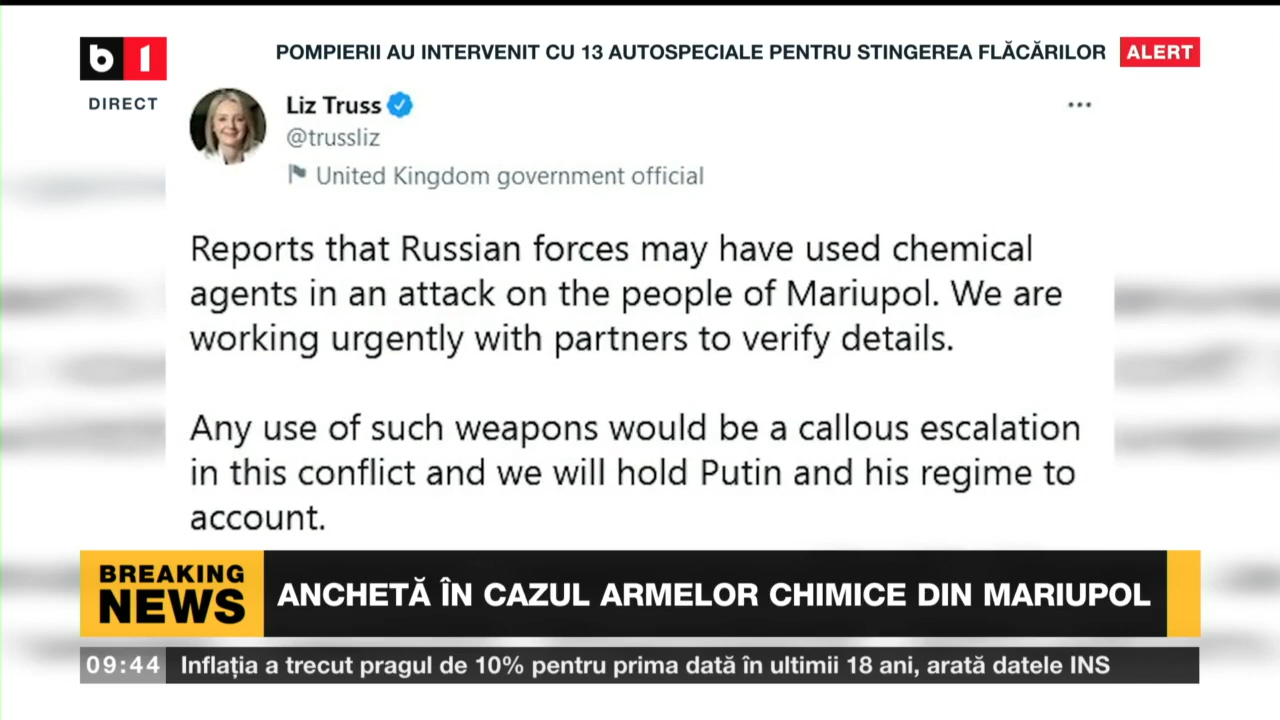 b1
DIRECT
POMPIERII AU INTERVENIT CU 13 AUTOSPECIALE PENTRU STINGEREA FLĂCĂRILOR
ALERT
Liz Truss
@trussliz
United Kingdom government official
Reports that Russian forces may have used chemical
agents in an attack on the people of Mariupol. We are
working urgently with partners to verify details.
Any use of such weapons would be a callous escalation
in this conflict and we will hold Putin and his regime to
account.
BREAKING
NEWS
ANCHETĂ ÎN CAZUL ARMELOR CHIMICE DIN MARIUPOL
09:44
Inflația a trecut pragul de 10% pentru prima dată în ultimii 18 ani, arată datele INS